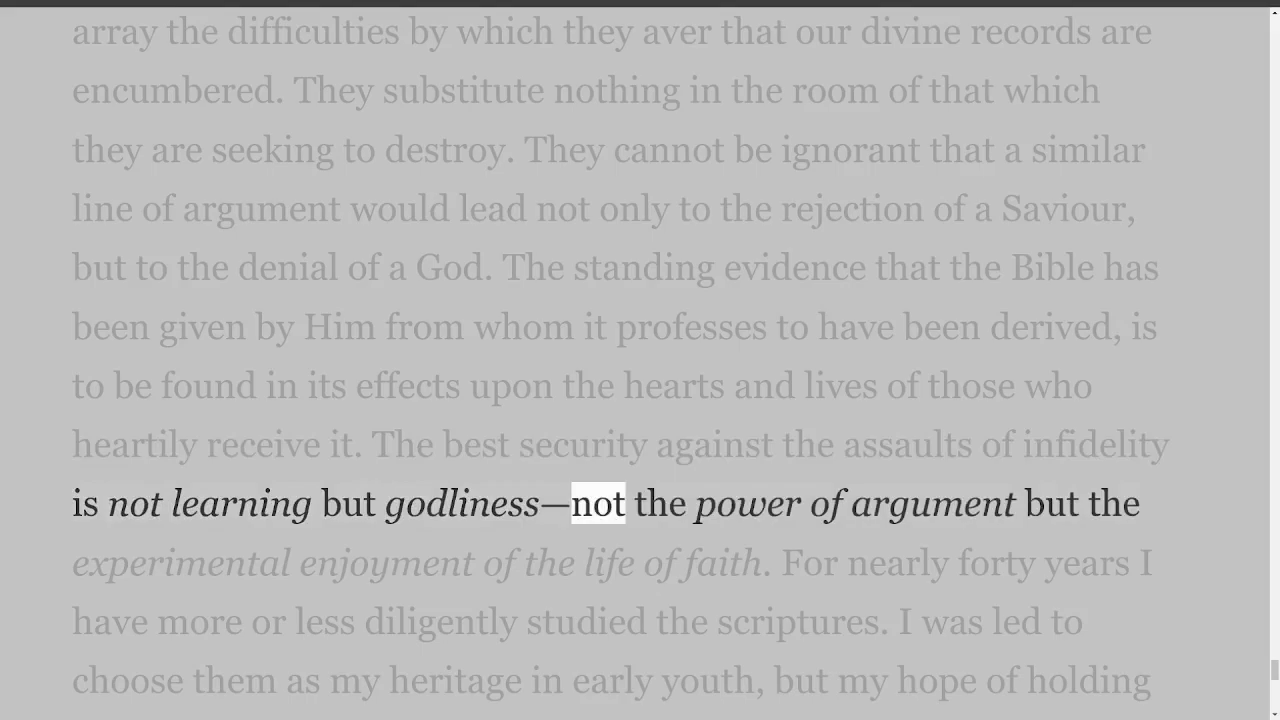 array the difficulties by which they aver that our divine records are
encumbered. They substitute nothing in the room of that which
they are seeking to destroy. They cannot be ignorant that a similar
line of argument would lead not only to the rejection of a Saviour,
but to the denial of a God. The standing evidence that the Bible has
been given by Him from whom it professes to have been derived, is
to be found in its effects upon the hearts and lives of those who
heartily receive it. The best security against the assaults of infidelity
is not learning but godliness—not the power of argument but the
experimental enjoyment of the life of faith. For nearly forty years I
have more or less diligently studied the scriptures. I was led to
choose them as my heritage in early youth, but my hope of holding